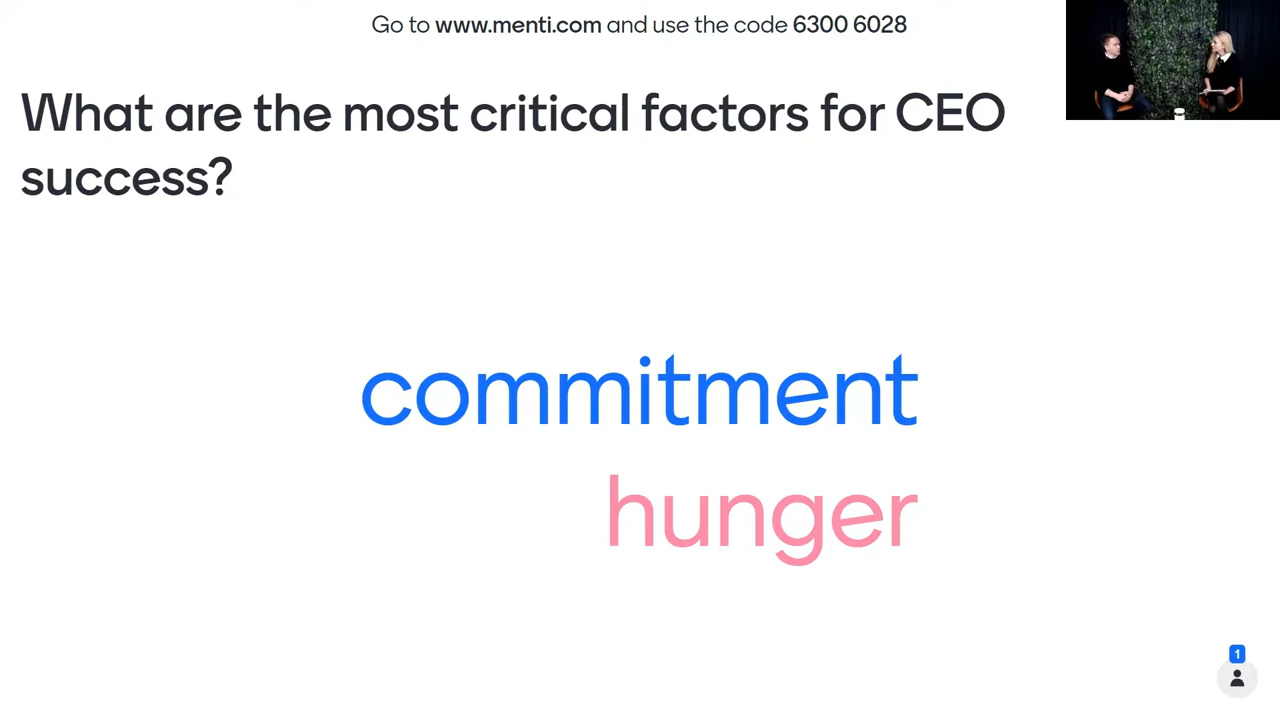 Go to www.menti.com and use the code 6300 6028
What are the most critical factors for CEO
success?
commitment
hunger
1